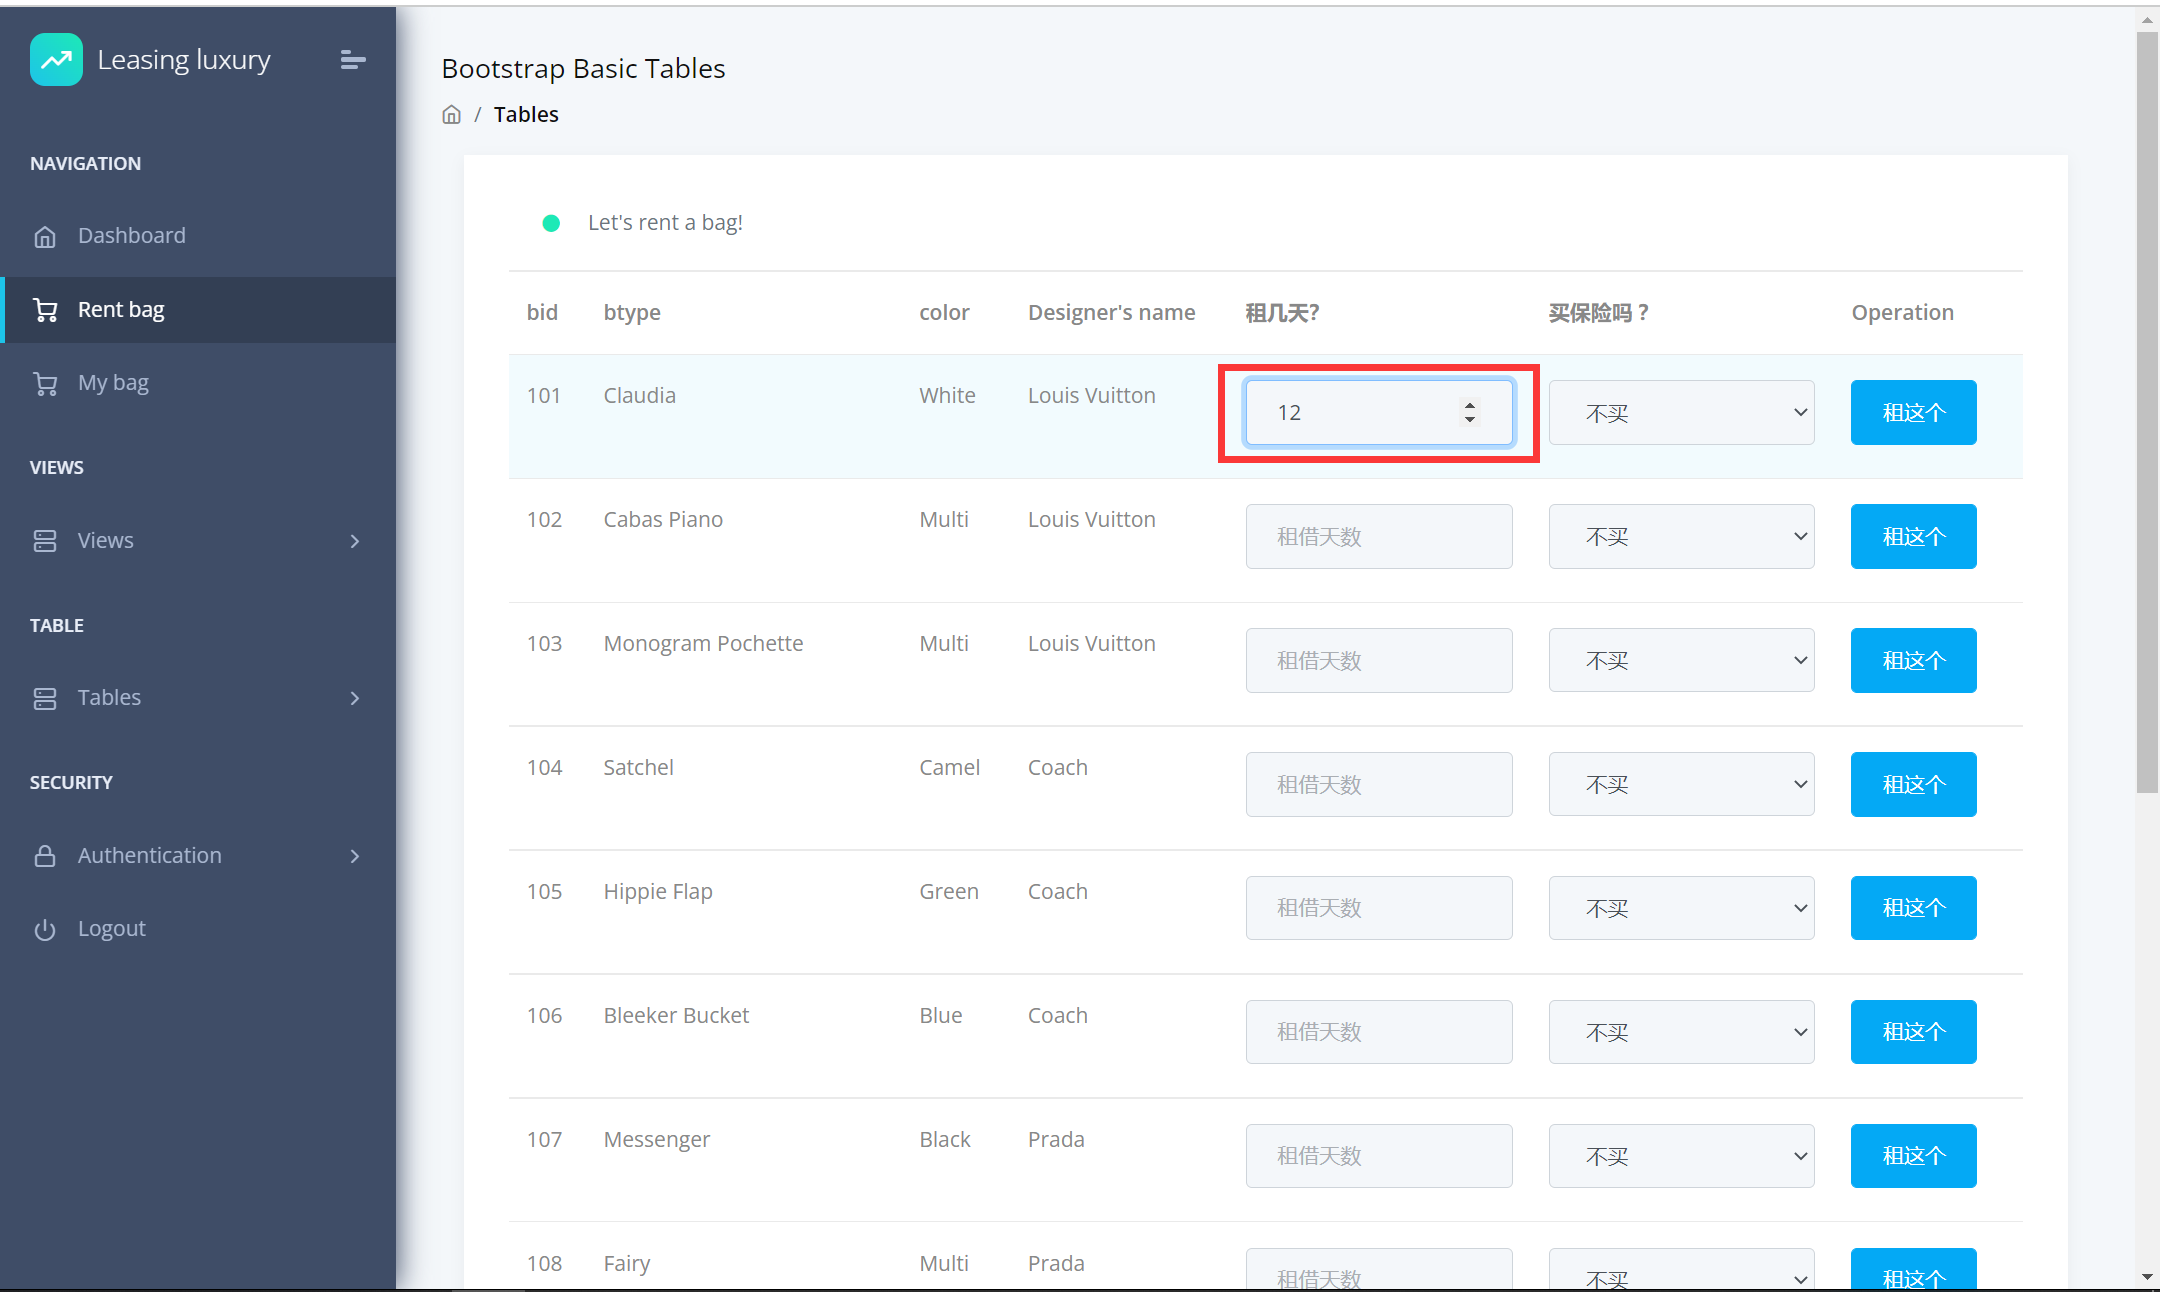 Leasing luxury
NAVIGATION
Dashboard
Rent bag
My bag
VIEWS
Views
TABLE
Tables
SECURITY
Authentication
Logout
Bootstrap Basic Tables
/ Tables
Let's rent a bag!
bid btype color Designer's name 租几天? 买保险吗？ Operation
101 Claudia White Louis Vuitton 12 不买 租这个
102 Cabas Piano Multi Louis Vuitton 租借天数 不买 租这个
103 Monogram Pochette Multi Louis Vuitton 租借天数 不买 租这个
104 Satchel Camel Coach 租借天数 不买 租这个
105 Hippie Flap Green Coach 租借天数 不买 租这个
106 Bleeker Bucket Blue Coach 租借天数 不买 租这个
107 Messenger Black Prada 租借天数 不买 租这个
108 Fairy Multi Prada 租借天数 不买 租这个